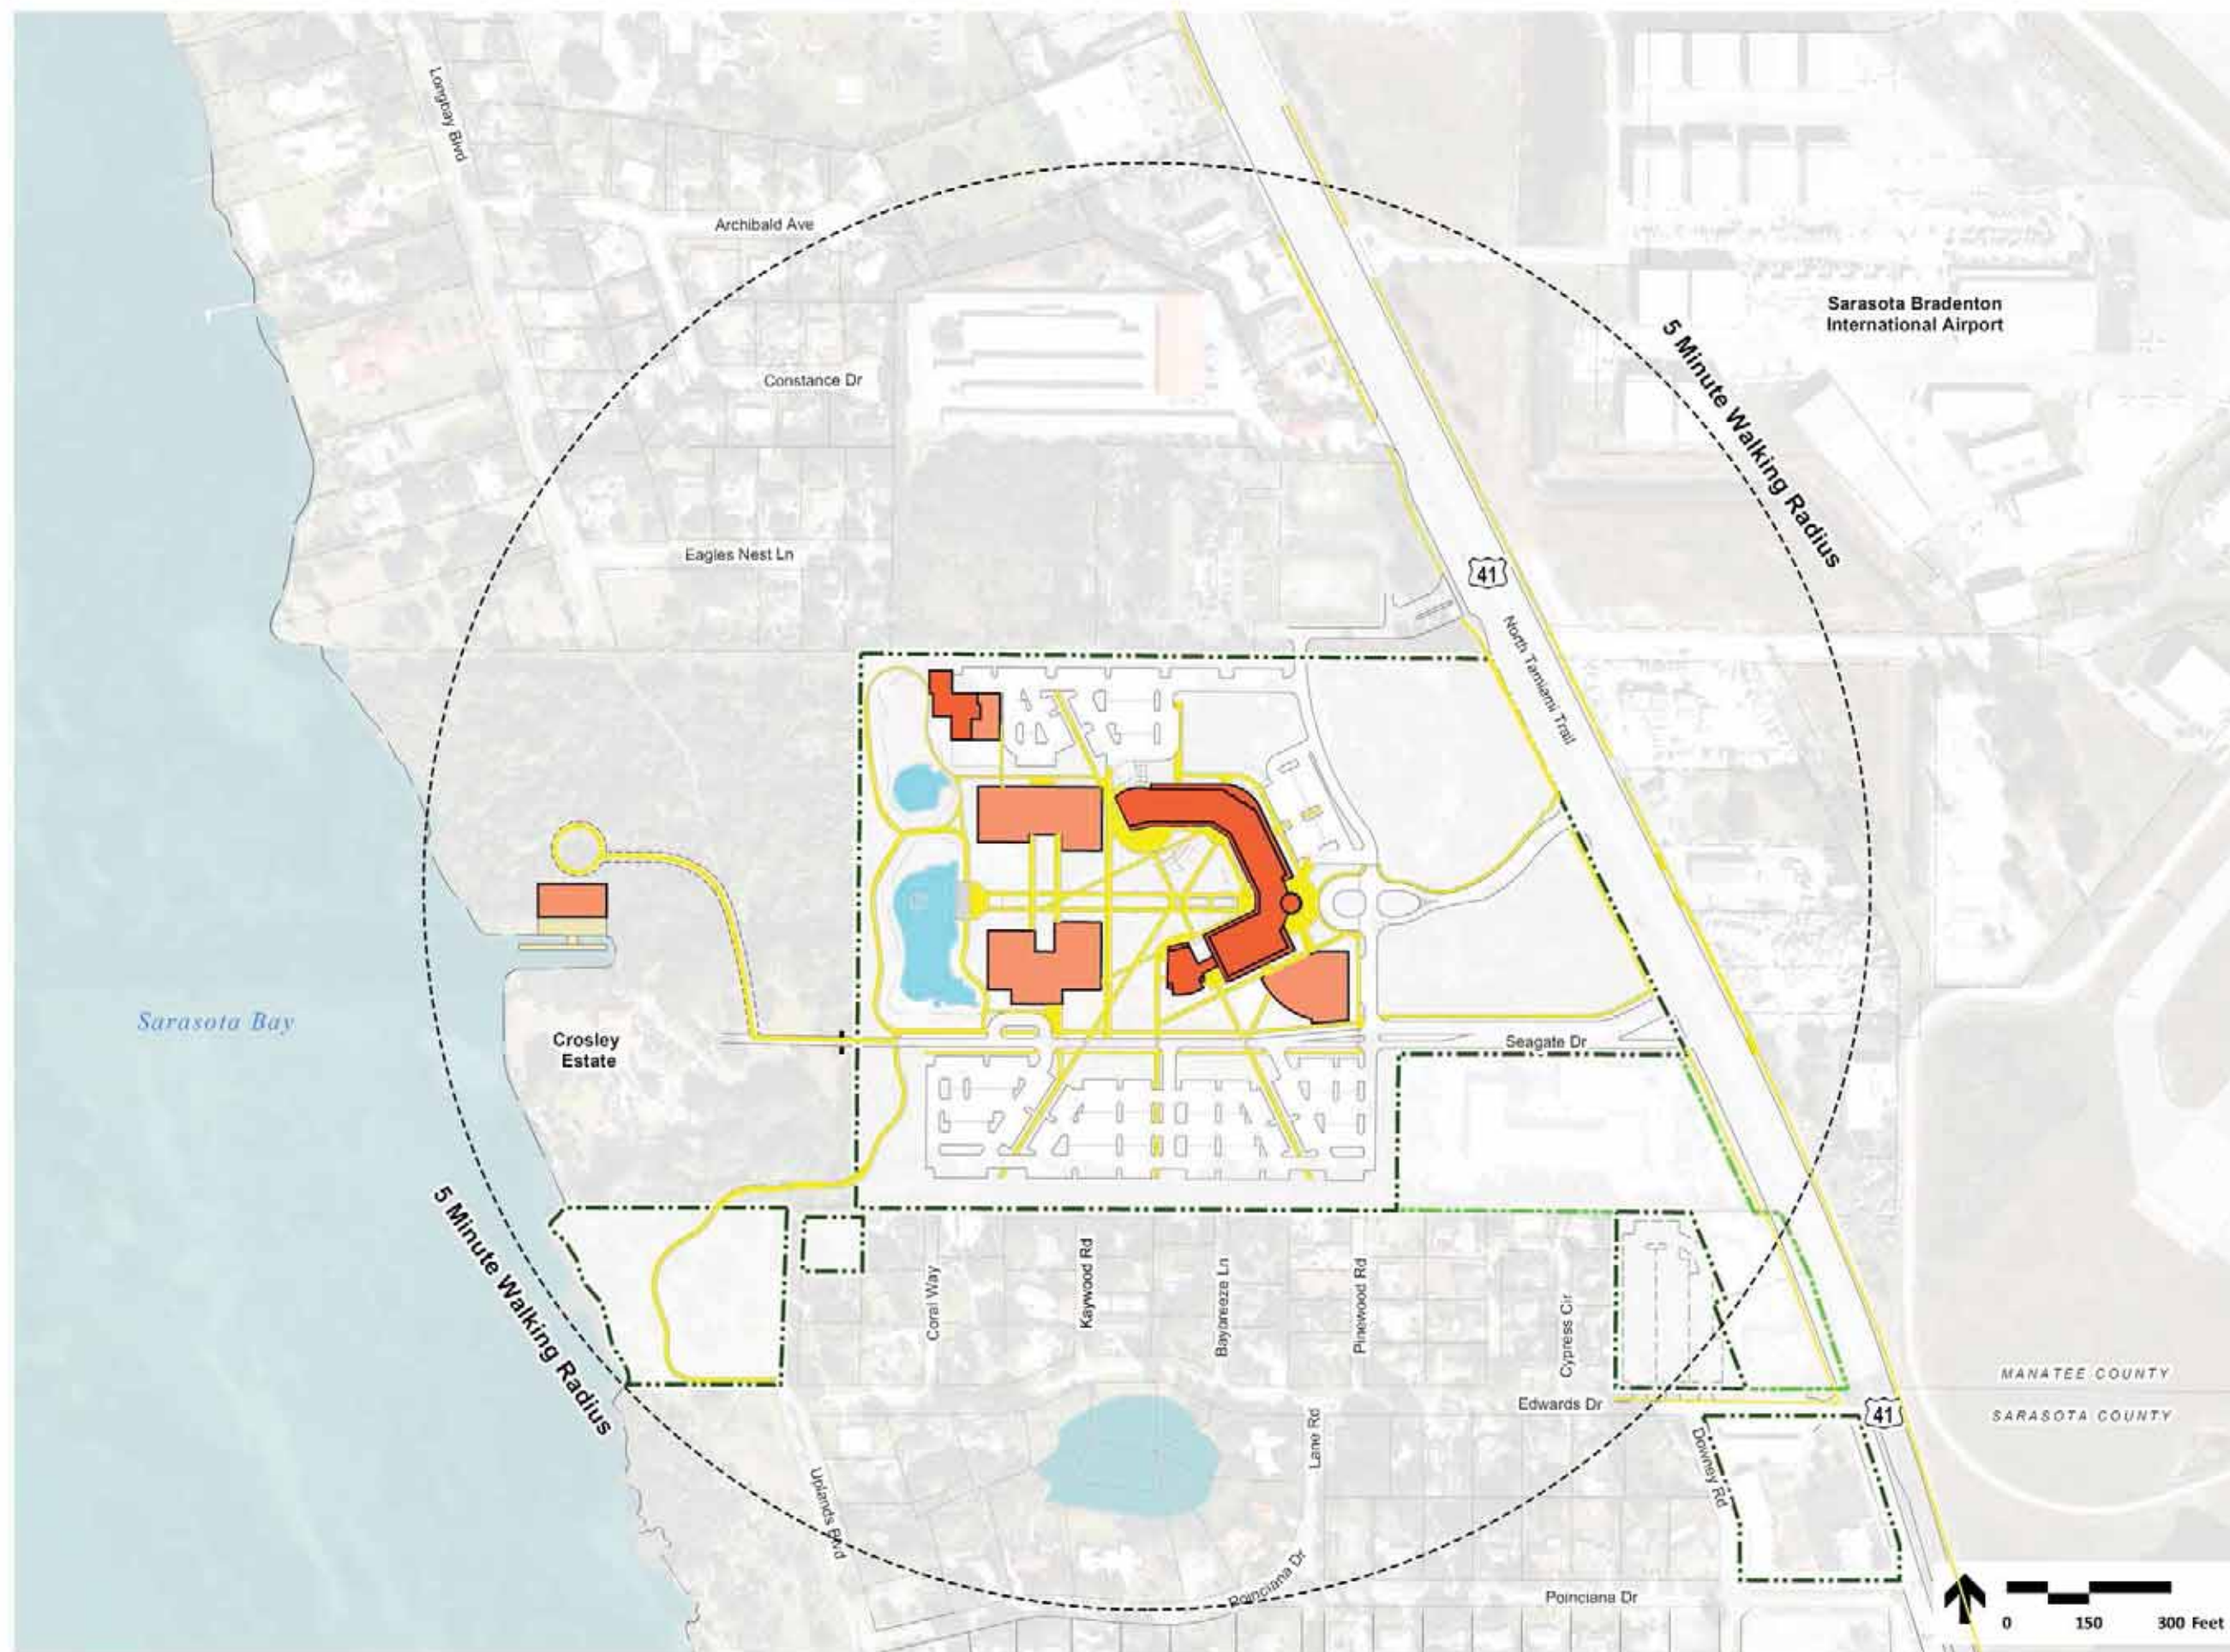 Longbay Blvd
Archibald Ave
Sarasota Bradenton
International Airport
5 Minute Walking Radius
Constance Dr
Eagles Nest Ln
41
North Tamiami Trail
Sarasota Bay
Crosley
Estate
Seagate Dr
5 Minute Walking Radius
Coral Way
Kaywood Rd
Baybreeze Ln
Pinewood Rd
Cypress Cir
MANATEE COUNTY
SARASOTA COUNTY
Edwards Dr
41
Lane Rd
Downey Rd
Uplands Blvd
Poinciana Dr
Poinciana Dr
0 150 300 Feet